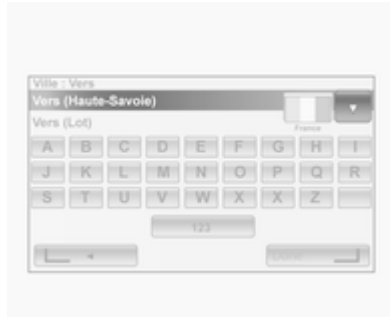 Ville : Vers
Vers (Haute-Savoie)
Vers (Lot)
France
A B C D E F G H I
J K L M N O P Q R
S T U V W X X Z
123